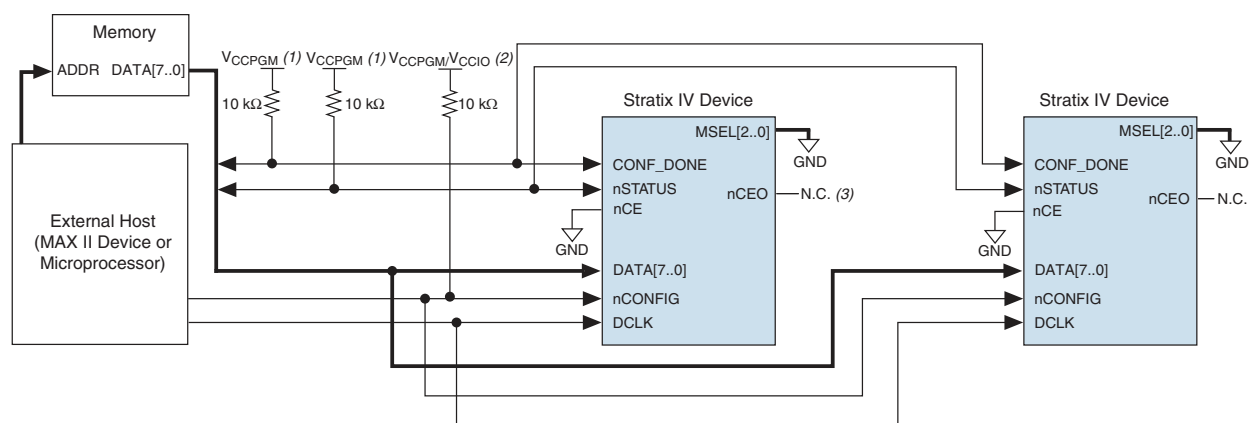 Memory
ADDR DATA[7..0]
VCCPGM (1) VCCPGM (1) VCCPGM/VCCIO (2)
10 kΩ 10 kΩ 10 kΩ
External Host
(MAX II Device or
Microprocessor)
Stratix IV Device
MSEL[2..0]
GND
CONF_DONE
nSTATUS
nCE
nCEO N.C. (3)
GND
DATA[7..0]
nCONFIG
DCLK
Stratix IV Device
MSEL[2..0]
GND
CONF_DONE
nSTATUS
nCE
nCEO N.C.
GND
DATA[7..0]
nCONFIG
DCLK